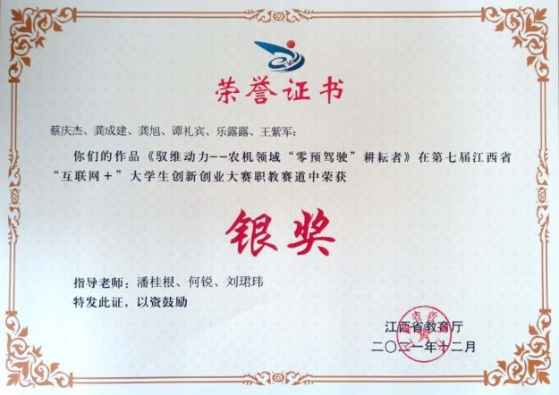 荣誉证书
蔡庆杰、龚成建、龚旭、谭礼宾、乐露露、王紫军：
你们的作品《驭维动力--农机领域“零预驾驶”耕耘者》在第七届江西省
“互联网＋”大学生创新创业大赛职教赛道中荣获
银奖
指导老师：潘桂根、何锐、刘珺玮
特发此证，以资鼓励
江西省教育厅
二〇二一年十二月